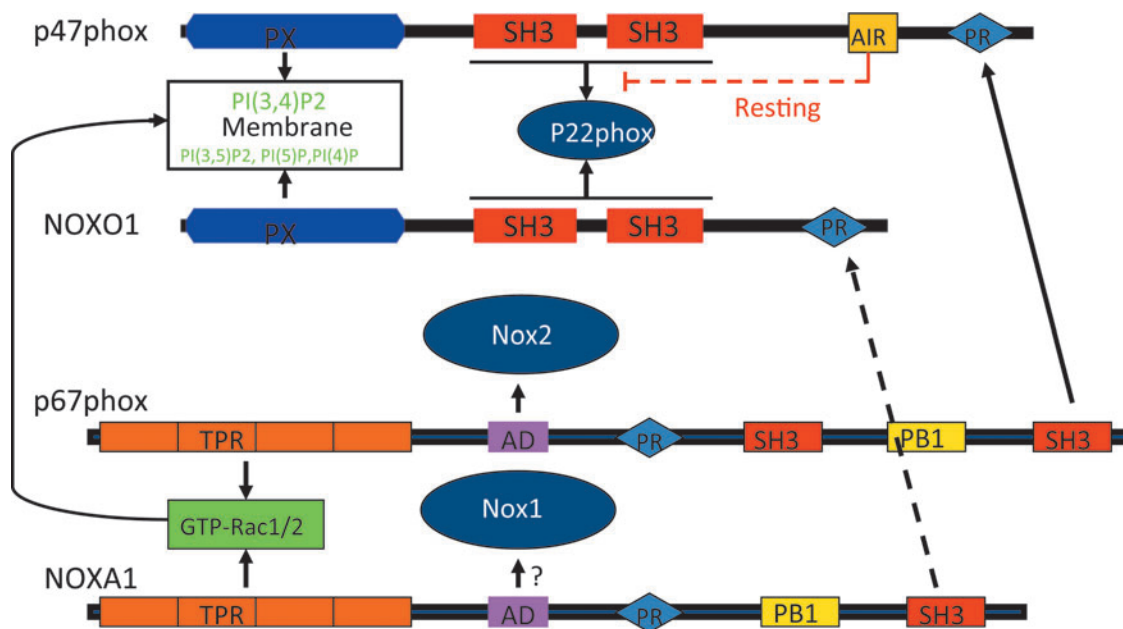 p47phox
PX
SH3
SH3
AIR
PR
PI(3,4)P2
Membrane
PI(3,5)P2, PI(5)P,PI(4)P
P22phox
Resting
NOXO1
PX
SH3
SH3
PR
Nox2
p67phox
TPR
AD
PR
SH3
PB1
SH3
GTP-Rac1/2
Nox1
?
NOXA1
TPR
AD
PR
PB1
SH3